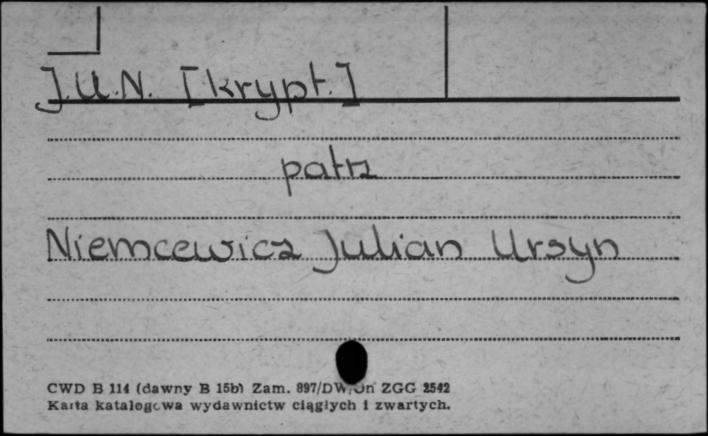 J.U.N. [krypt.]
patrz
Niemcewicz Julian Ursyn
CWD B 114 (dawny B 15b) Zam. 897/DW/Jn ZGG 2542
Karta katalogowa wydawnictw ciągłych i zwartych.